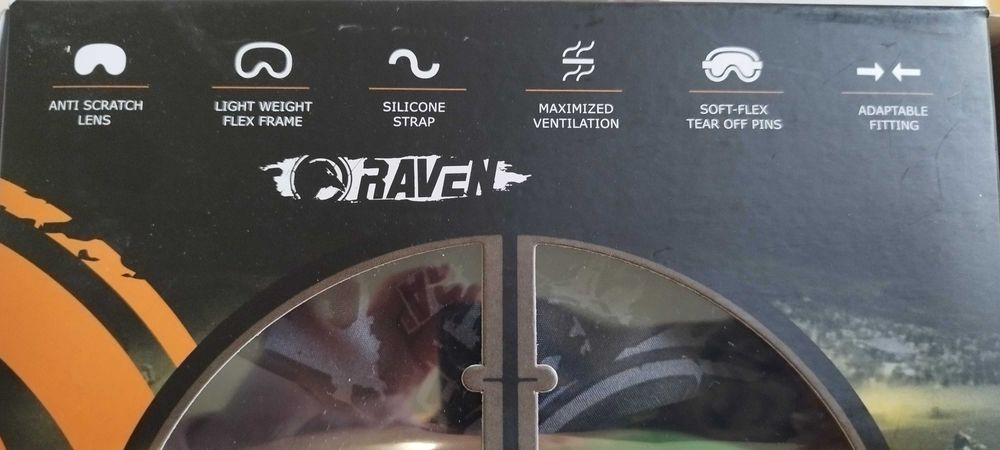 ANTI SCRATCH
LENS
LIGHT WEIGHT
FLEX FRAME
SILICONE
STRAP
MAXIMIZED
VENTILATION
SOFT-FLEX
TEAR OFF PINS
ADAPTABLE
FITTING
RAVEN